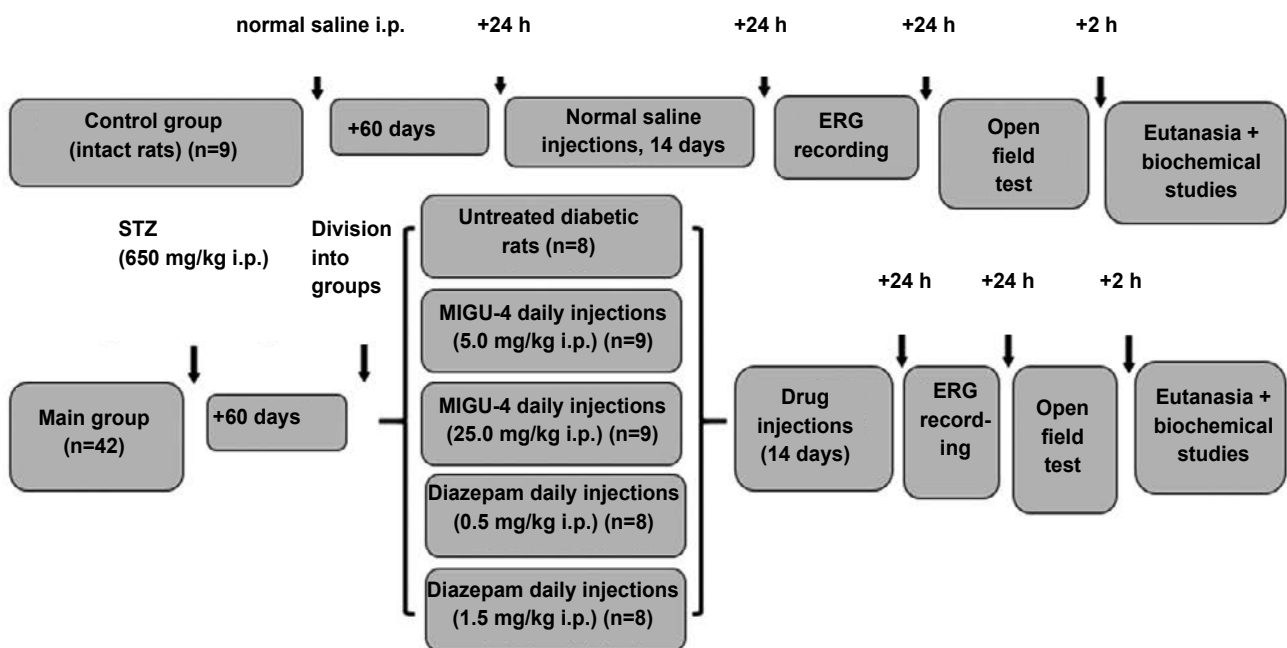 normal saline i.p.
+24 h
+24 h
+24 h
+2 h
Control group
(intact rats) (n=9)
+60 days
Normal saline
injections, 14 days
ERG
recording
Open
field
test
Eutanasia +
biochemical
studies
STZ
(650 mg/kg i.p.)
Division
into
groups
Untreated diabetic
rats (n=8)
MIGU-4 daily injections
(5.0 mg/kg i.p.) (n=9)
MIGU-4 daily injections
(25.0 mg/kg i.p.) (n=9)
Diazepam daily injections
(0.5 mg/kg i.p.) (n=8)
Diazepam daily injections
(1.5 mg/kg i.p.) (n=8)
+24 h
+24 h
+2 h
Main group
(n=42)
+60 days
Drug
injections
(14 days)
ERG
record-
ing
Open
field
test
Eutanasia +
biochemical
studies